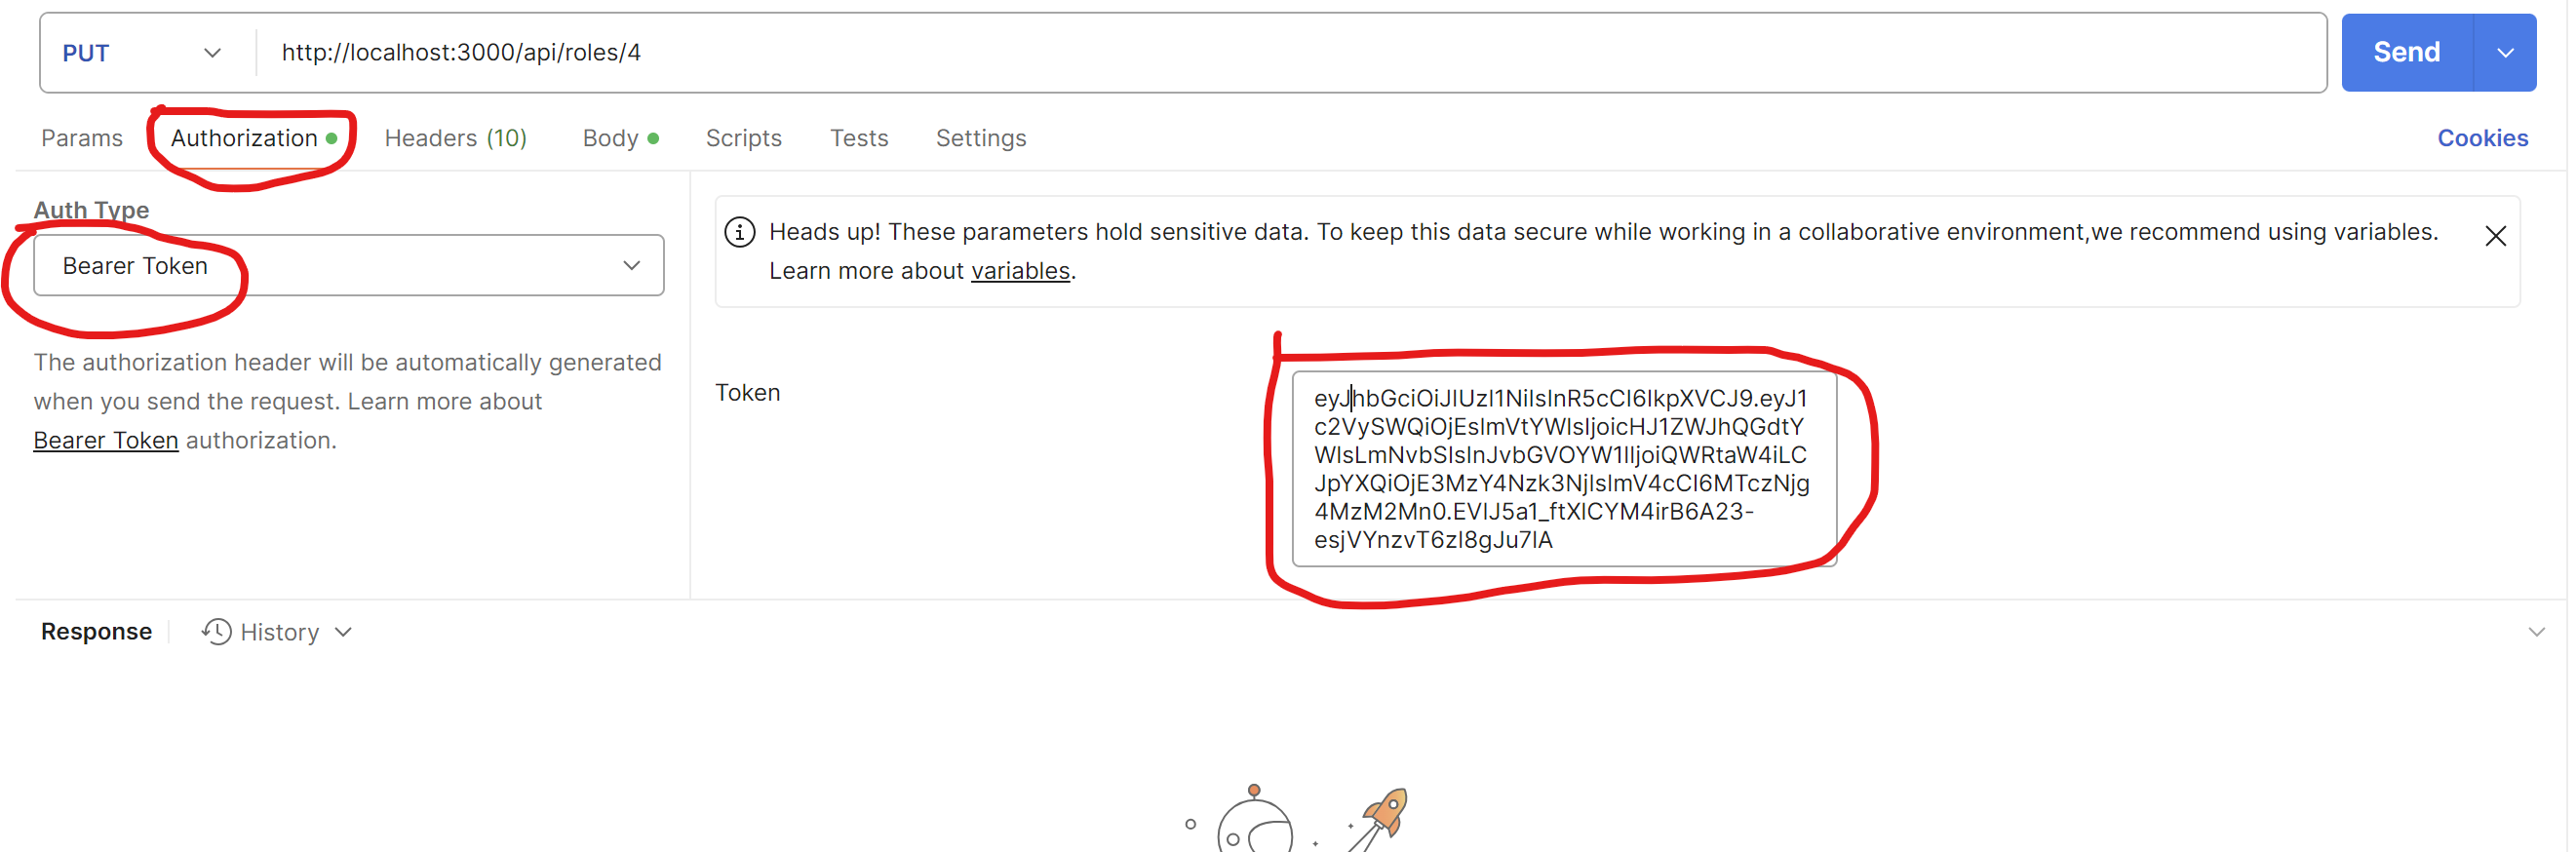 PUT
http://localhost:3000/api/roles/4
Send
Params
Authorization
Headers (10)
Body
Scripts
Tests
Settings
Cookies
Auth Type
Bearer Token
The authorization header will be automatically generated
when you send the request. Learn more about
Bearer Token authorization.
Heads up! These parameters hold sensitive data. To keep this data secure while working in a collaborative environment,we recommend using variables.
Learn more about variables.
Token
eyJhbGciOiJIUzI1NiIsInR5cCI6IkpXVCJ9.eyJ1
c2VySWQiOjEsImVtYWlsIjoicHJ1ZWJhQGdtY
WlsLmNvbSIsInJvbGVOYW1lIjoiQWRtaW4iLC
JpYXQiOjE3MzY4Nzk3NjIsImV4cCI6MTczNjg
4MzM2Mn0.EVIJ5a1_ftXlCYM4irB6A23-
esjVYnzvT6zI8gJu7lA
Response
History